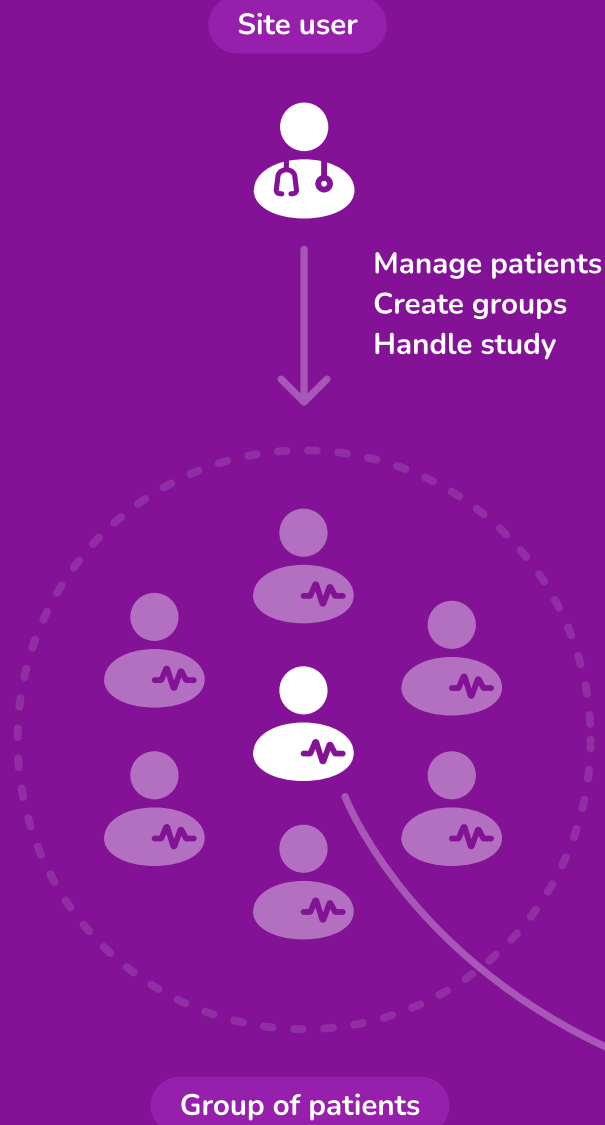 Site user
Manage patients
Create groups
Handle study
Group of patients